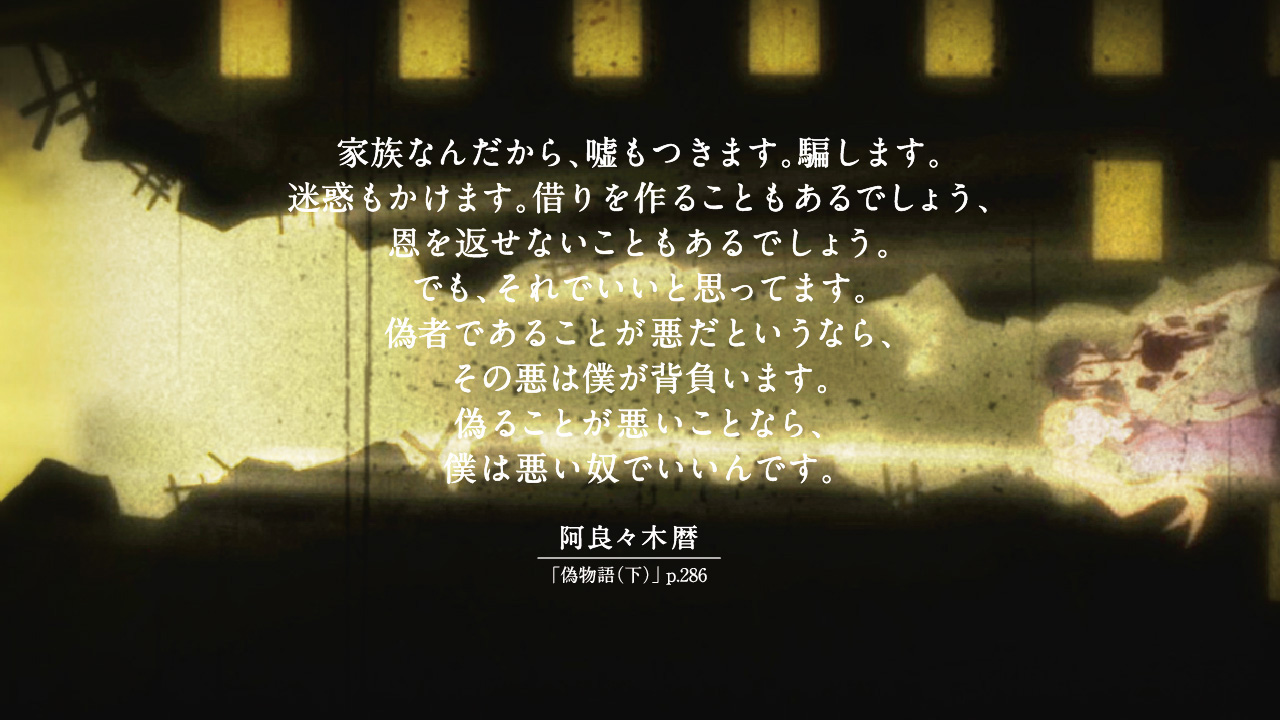 家族なんだから、嘘もつきます。騙します。
迷惑もかけます。借りを作ることもあるでしょう、
恩を返せないこともあるでしょう。
でも、それでいいと思ってます。
偽者であることが悪だというなら、
その悪は僕が背負います。
偽ることが悪いことなら、
僕は悪い奴でいいんです。
阿良々木暦
「偽物語(下)」p.286